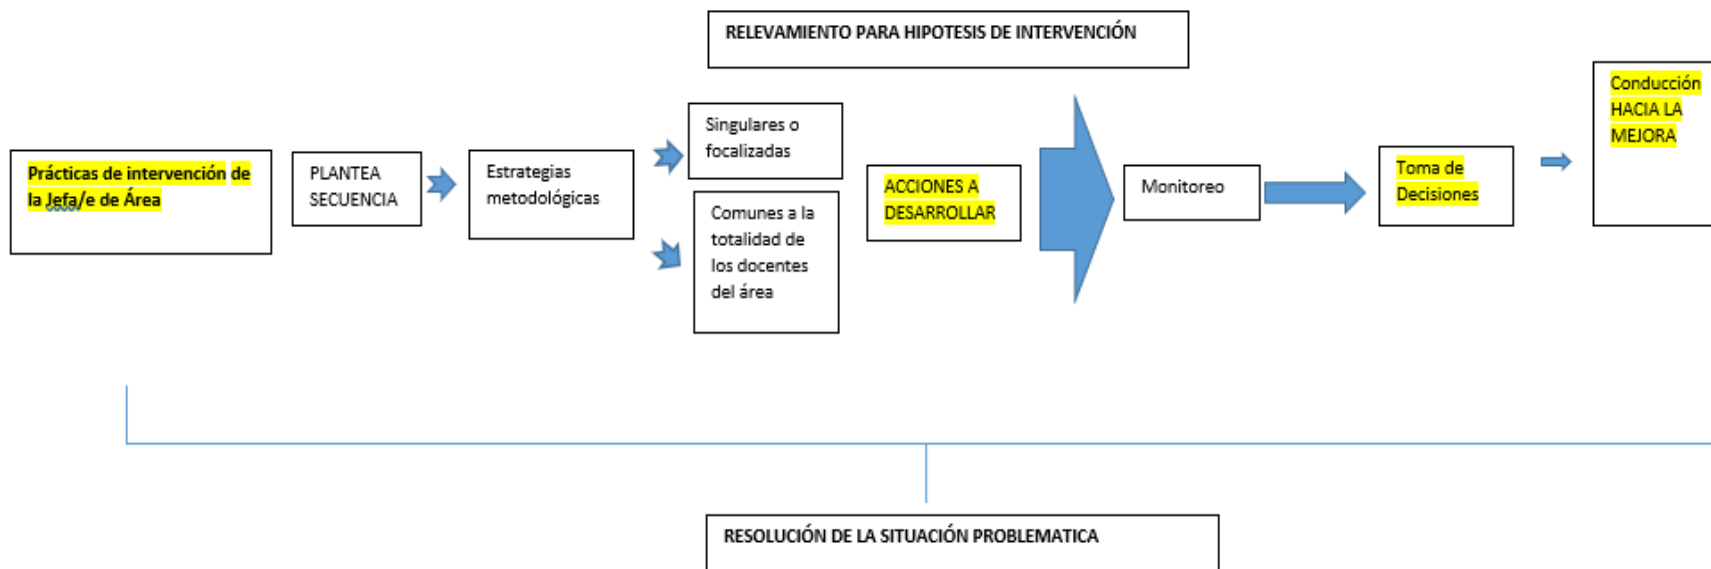 RELEVAMIENTO PARA HIPOTESIS DE INTERVENCIÓN
Prácticas de intervención de
la Jefa/e de Área
PLANTEA
SECUENCIA
Estrategias
metodológicas
Singulares o
focalizadas
Comunes a la
totalidad de
los docentes
del área
ACCIONES A
DESARROLLAR
Monitoreo
Toma de
Decisiones
Conducción
HACIA LA
MEJORA
RESOLUCIÓN DE LA SITUACIÓN PROBLEMATICA